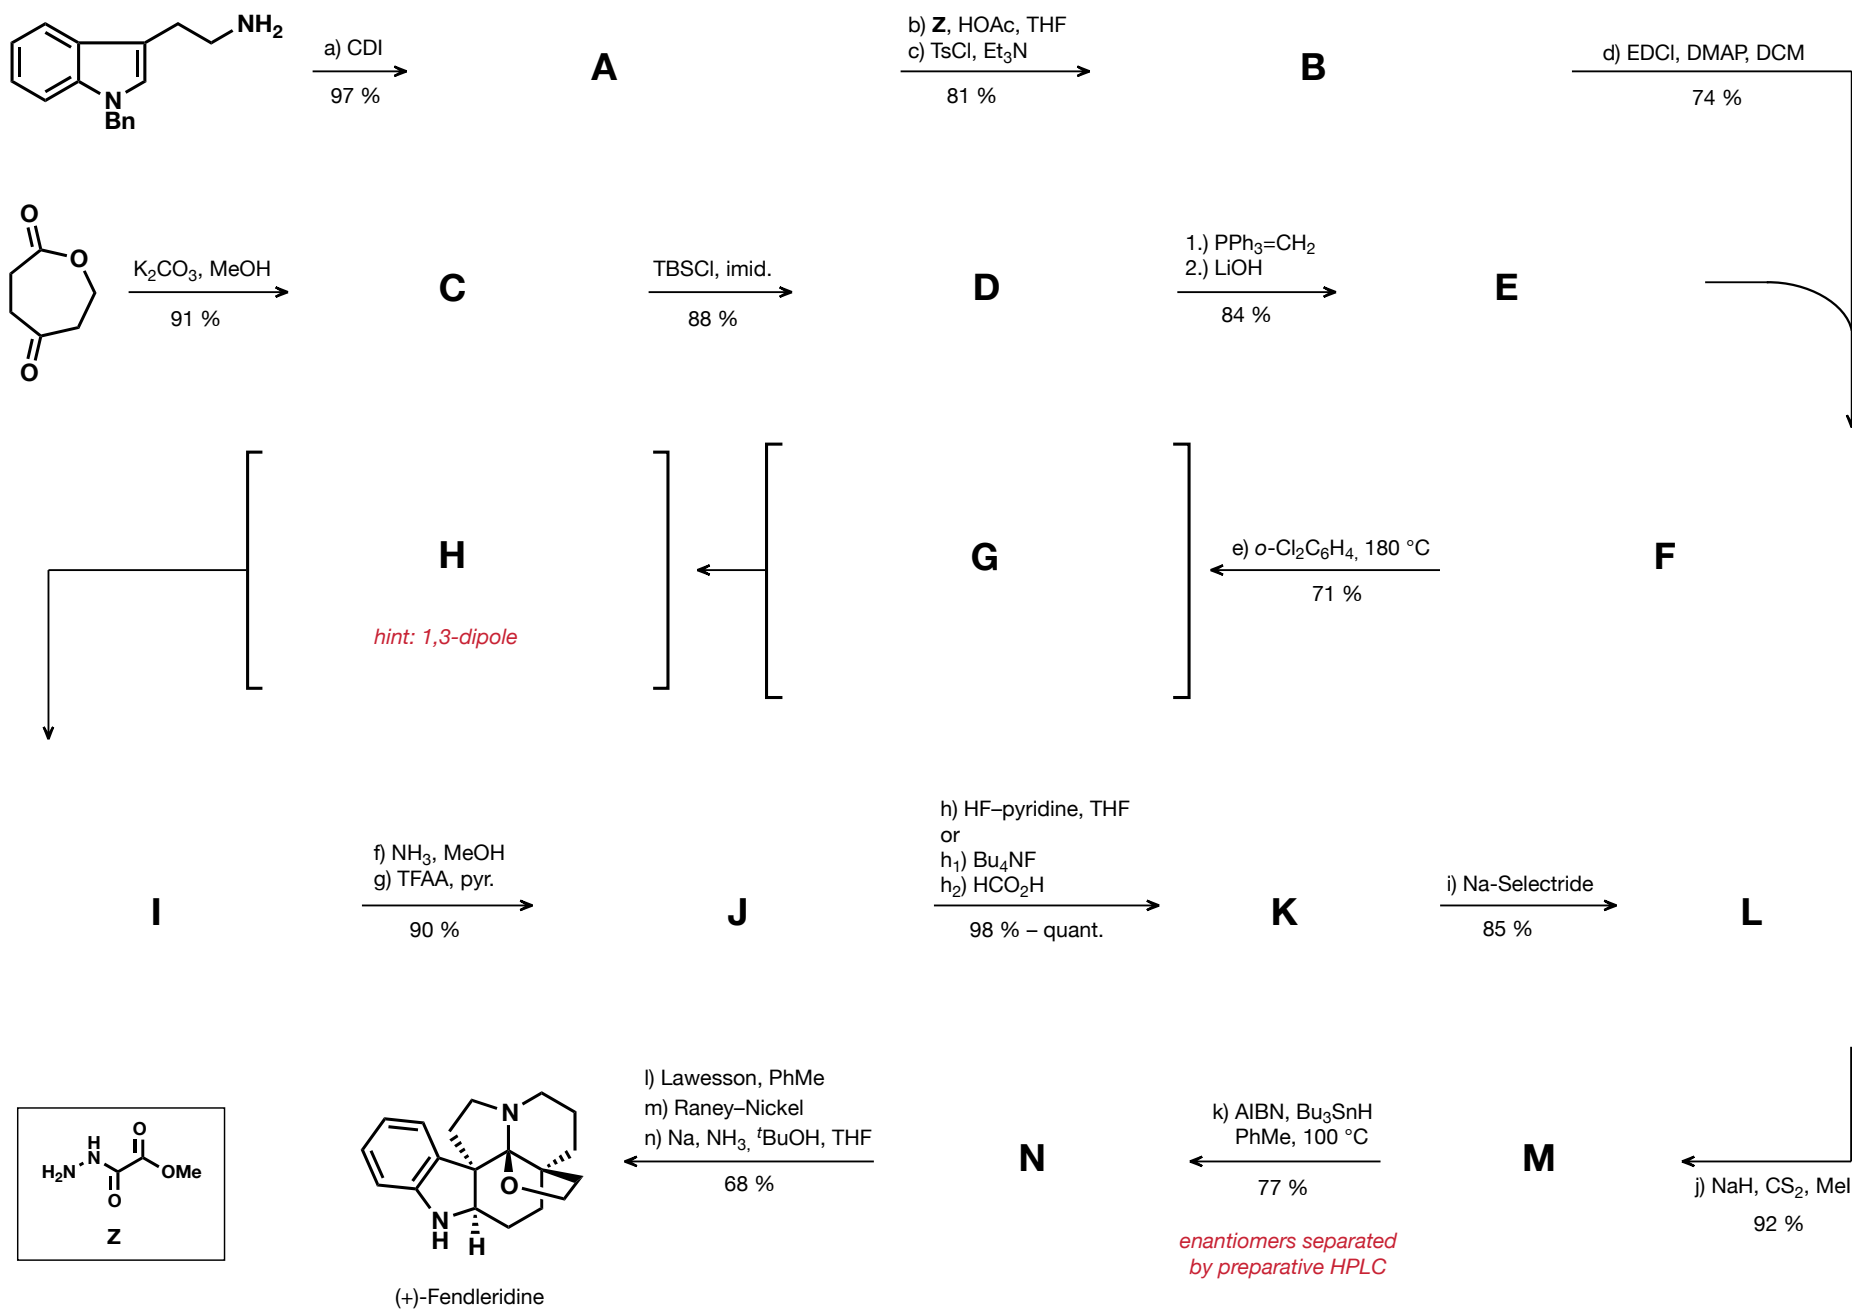 NH2
N
Bn
a) CDI
97 %
A
b) Z, HOAc, THF
c) TsCl, Et3N
81 %
B
d) EDCl, DMAP, DCM
74 %
O
O
O
K2CO3, MeOH
91 %
C
TBSCl, imid.
88 %
D
1.) PPh3=CH2
2.) LiOH
84 %
E
H
hint: 1,3-dipole
G
e) o-Cl2C6H4, 180 °C
71 %
F
I
f) NH3, MeOH
g) TFAA, pyr.
90 %
J
h) HF–pyridine, THF
or
h1) Bu4NF
h2) HCO2H
98 % – quant.
K
i) Na-Selectride
85 %
L
H2N
H
N
O
O
OMe
Z
N
O
N
H
H
(+)-Fendleridine
l) Lawesson, PhMe
m) Raney–Nickel
n) Na, NH3, tBuOH, THF
68 %
N
k) AIBN, Bu3SnH
PhMe, 100 °C
77 %
enantiomers separated
by preparative HPLC
M
j) NaH, CS2, MeI
92 %